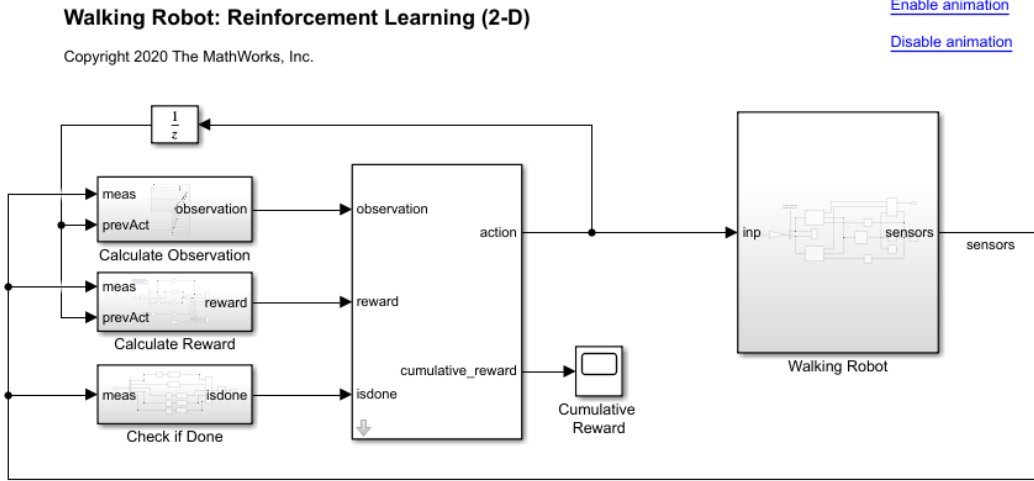 Walking Robot: Reinforcement Learning (2-D)
Enable animation
Disable animation
Copyright 2020 The MathWorks, Inc.
1
z
meas
prevAct
observation
Calculate Observation
meas
prevAct
reward
Calculate Reward
meas
isdone
Check if Done
observation
reward
isdone
action
cumulative_reward
Cumulative
Reward
inp
sensors
Walking Robot
sensors